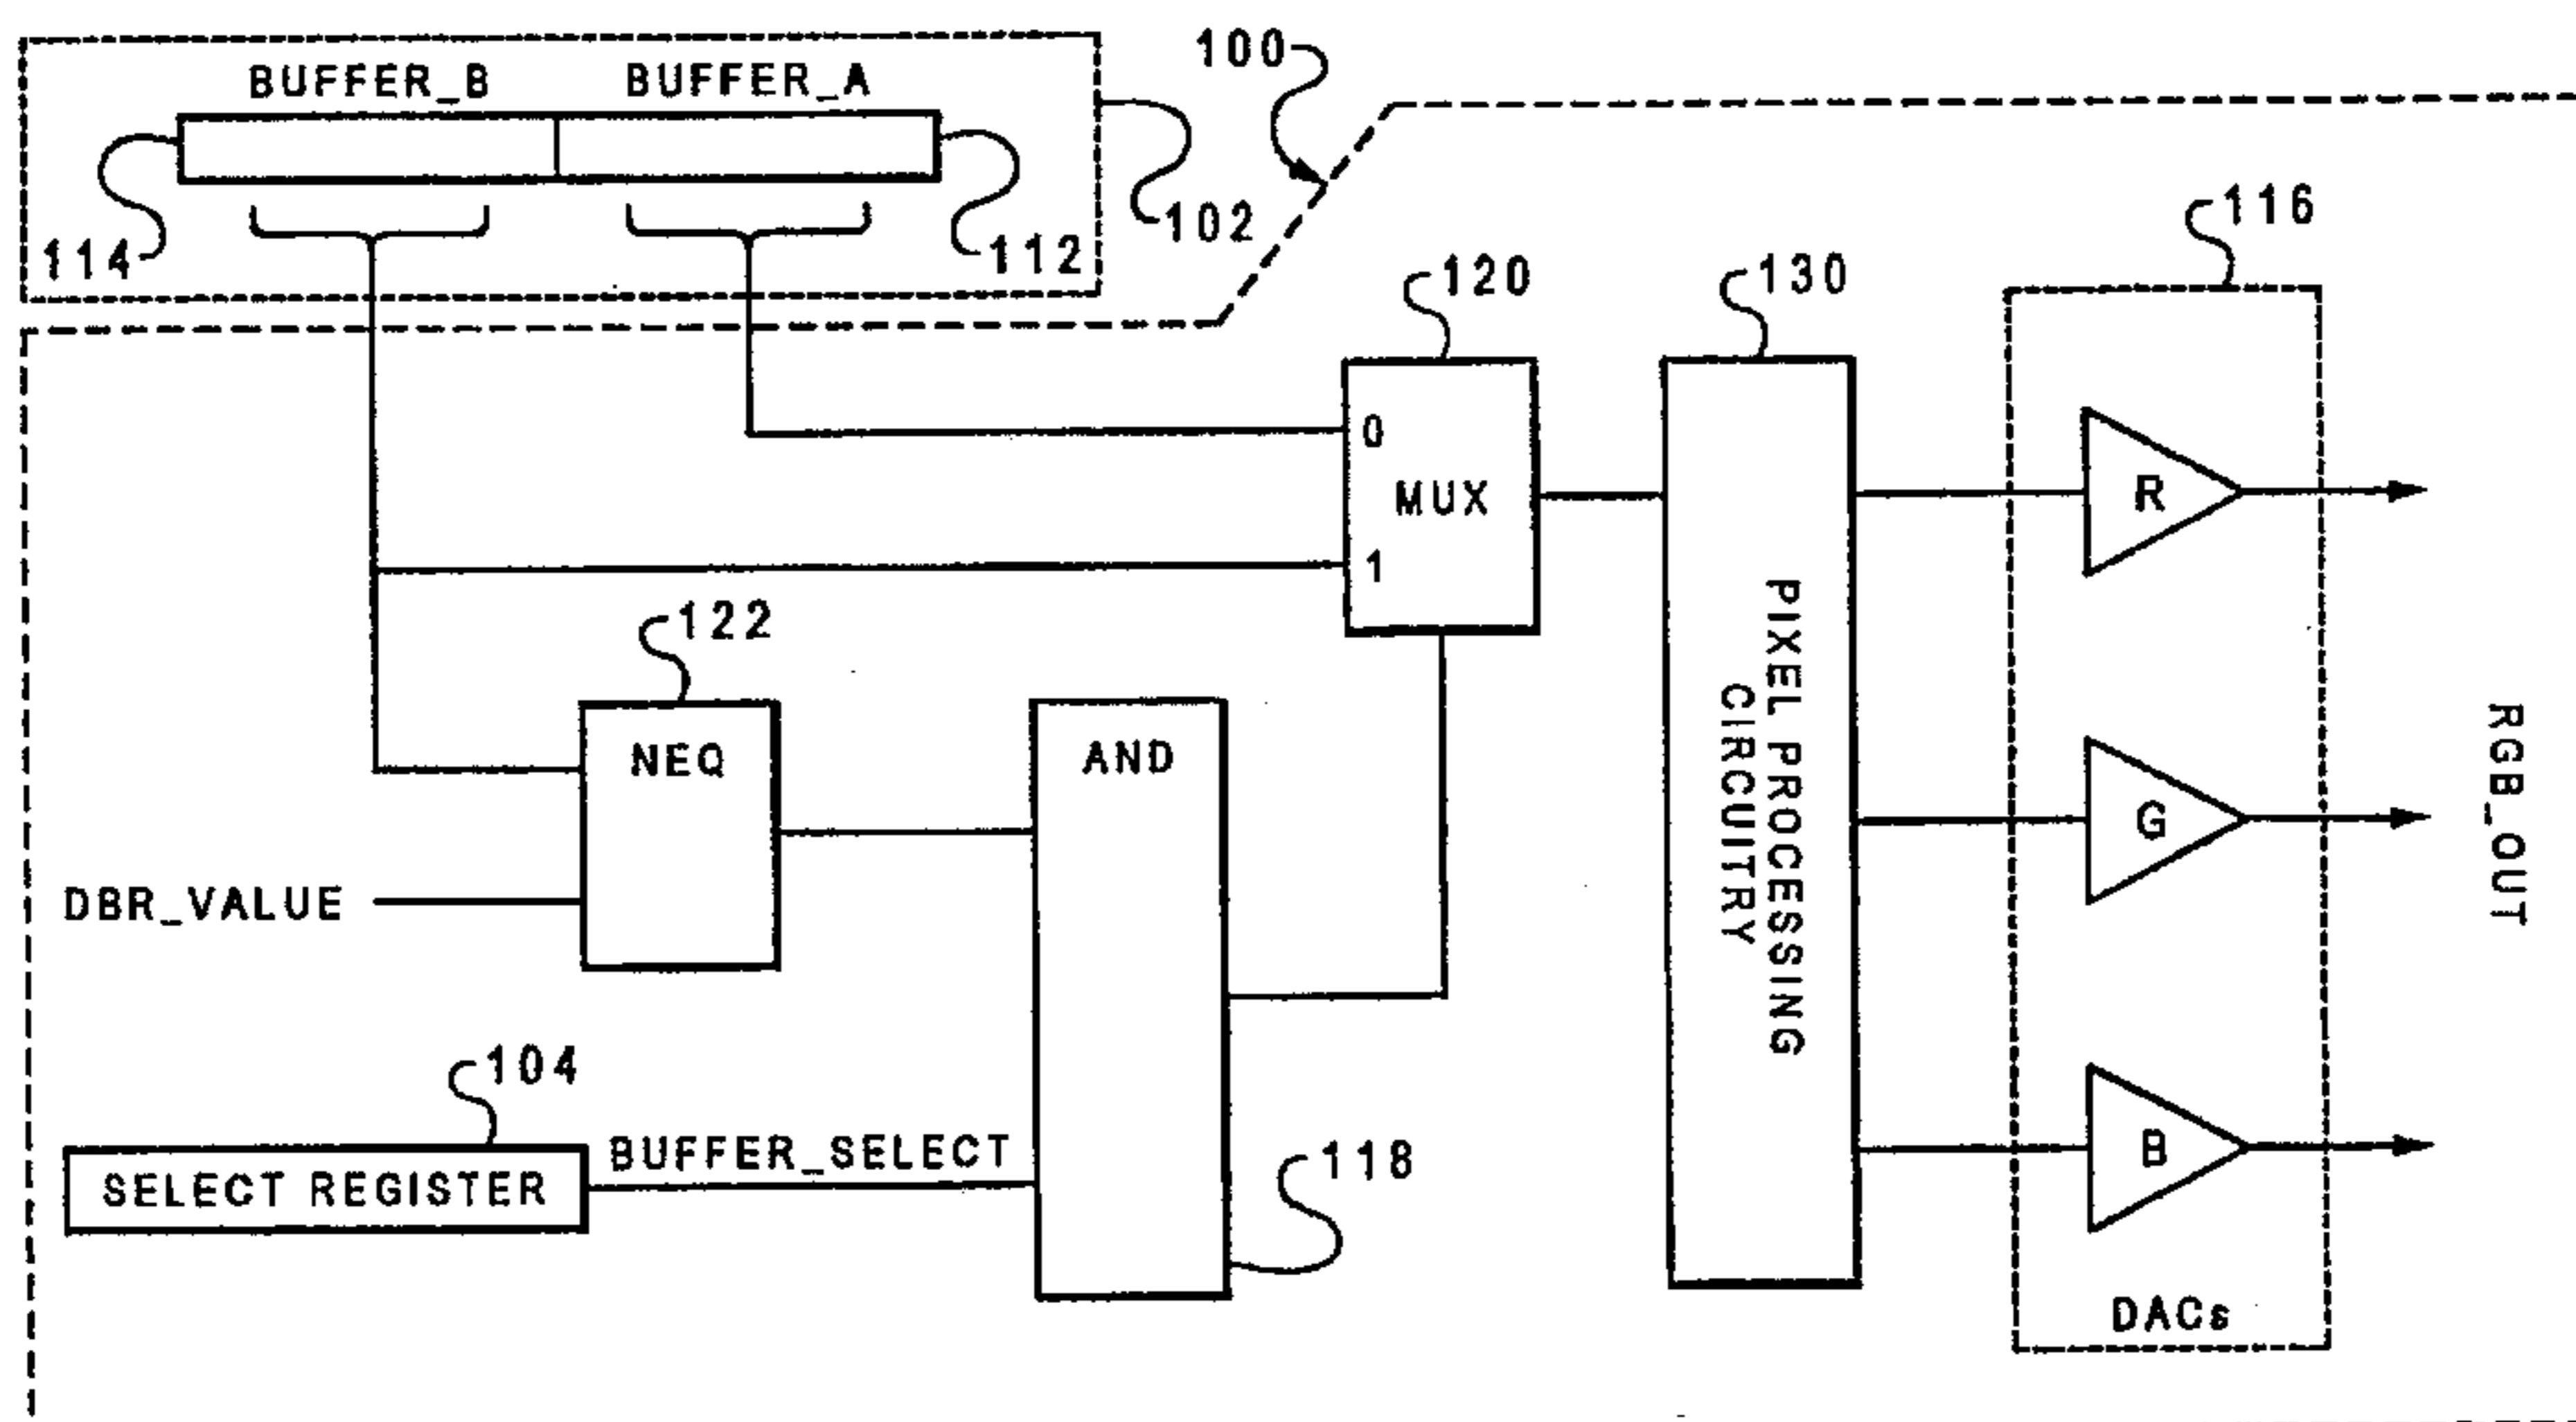 100
BUFFER_B
BUFFER_A
114
112
102
116
120
130
0
MUX
1
R
122
NEQ
AND
PIXEL PROCESSING
CIRCUITRY
G
RGB_OUT
DBR_VALUE
104
SELECT REGISTER
BUFFER_SELECT
118
B
DACs